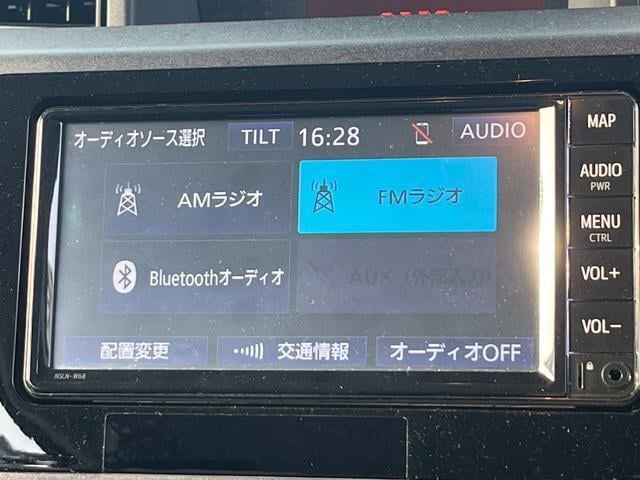 オーディオソース選択 TILT 16:28 AUDIO
AMラジオ FMラジオ
Bluetoothオーディオ AUX（外部入力）
配置変更 交通情報 オーディオOFF
NSLN-W68
MAP
AUDIO
PWR
MENU
CTRL
VOL+
VOL−